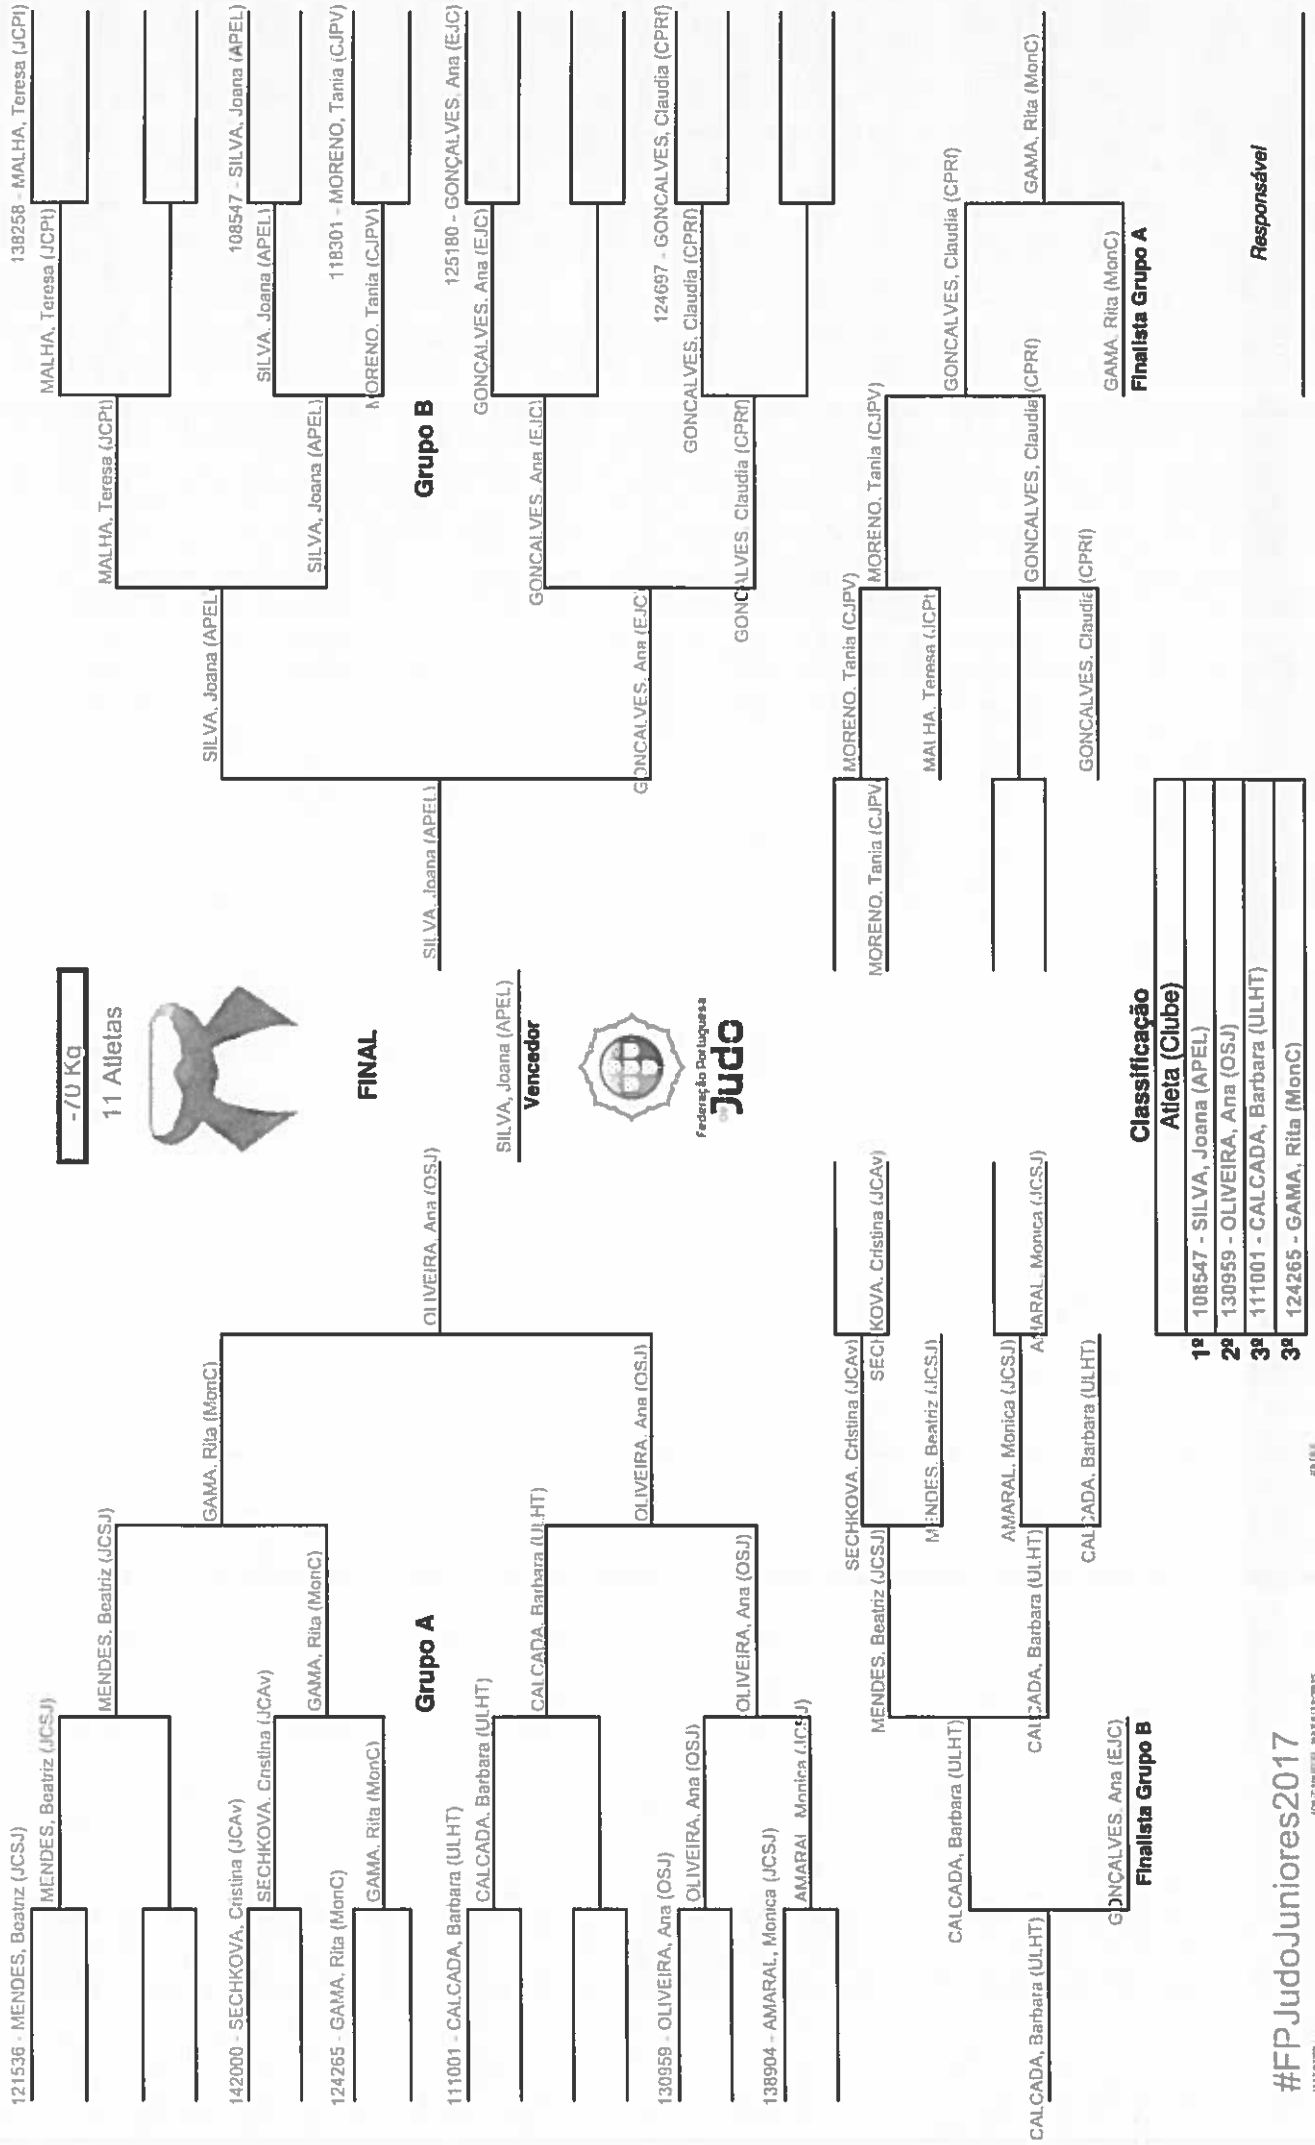 -70 Kg
11 Atletas
FINAL
SILVA, Joana (APEL)
Vencedor
Federação Portuguesa
de
Judo
121536 - MENDES, Beatriz (JCSJ)
MENDES, Beatriz (JCSJ)
MENDES, Beatriz (JCSJ)
142000 - SECHKOVA, Cristina (JCAv)
SECHKOVA, Cristina (JCAv)
124265 - GAMA, Rita (MonC)
GAMA, Rita (MonC)
GAMA, Rita (MonC)
GAMA, Rita (MonC)
Grupo A
111001 - CALCADA, Barbara (ULHT)
CALCADA, Barbara (ULHT)
CALCADA, Barbara (ULHT)
130959 - OLIVEIRA, Ana (OSJ)
OLIVEIRA, Ana (OSJ)
138904 - AMARAL, Monica (JCSJ)
AMARAL, Monica (JCSJ)
OLIVEIRA, Ana (OSJ)
OLIVEIRA, Ana (OSJ)
OLIVEIRA, Ana (OSJ)
138258 - MALHA, Teresa (JCPt)
MALHA, Teresa (JCPt)
MALHA, Teresa (JCPt)
108547 - SILVA, Joana (APEL)
SILVA, Joana (APEL)
118301 - MORENO, Tania (CJPV)
MORENO, Tania (CJPV)
SILVA, Joana (APEL)
SILVA, Joana (APEL)
SILVA, Joana (APEL)
Grupo B
125180 - GONÇALVES, Ana (EJC)
GONCALVES, Ana (EJC)
GONCALVES, Ana (EJC)
124697 - GONCALVES, Claudia (CPRf)
GONCALVES, Claudia (CPRf)
GONCALVES, Claudia (CPRf)
GONCALVES, Ana (EJC)
SECHKOVA, Cristina (JCAv)
SECHKOVA, Cristina (JCAv)
MENDES, Beatriz (JCSJ)
MENDES, Beatriz (JCSJ)
AMARAL, Monica (JCSJ)
AMARAL, Monica (JCSJ)
CALCADA, Barbara (ULHT)
CALCADA, Barbara (ULHT)
CALCADA, Barbara (ULHT)
GONÇALVES, Ana (EJC)
Finalista Grupo B
CALCADA, Barbara (ULHT)
MORENO, Tania (CJPV)
MORENO, Tania (CJPV)
MALHA, Teresa (JCPt)
MORENO, Tania (CJPV)
GONCALVES, Claudia (CPRf)
GONCALVES, Claudia (CPRf)
GONCALVES, Claudia (CPRf)
GAMA, Rita (MonC)
Finalista Grupo A
GAMA, Rita (MonC)
Classificação
Atleta (Clube)
1º 108547 - SILVA, Joana (APEL)
2º 130959 - OLIVEIRA, Ana (OSJ)
3º 111001 - CALCADA, Barbara (ULHT)
3º 124265 - GAMA, Rita (MonC)
Responsável
#FPJudoJuniores2017